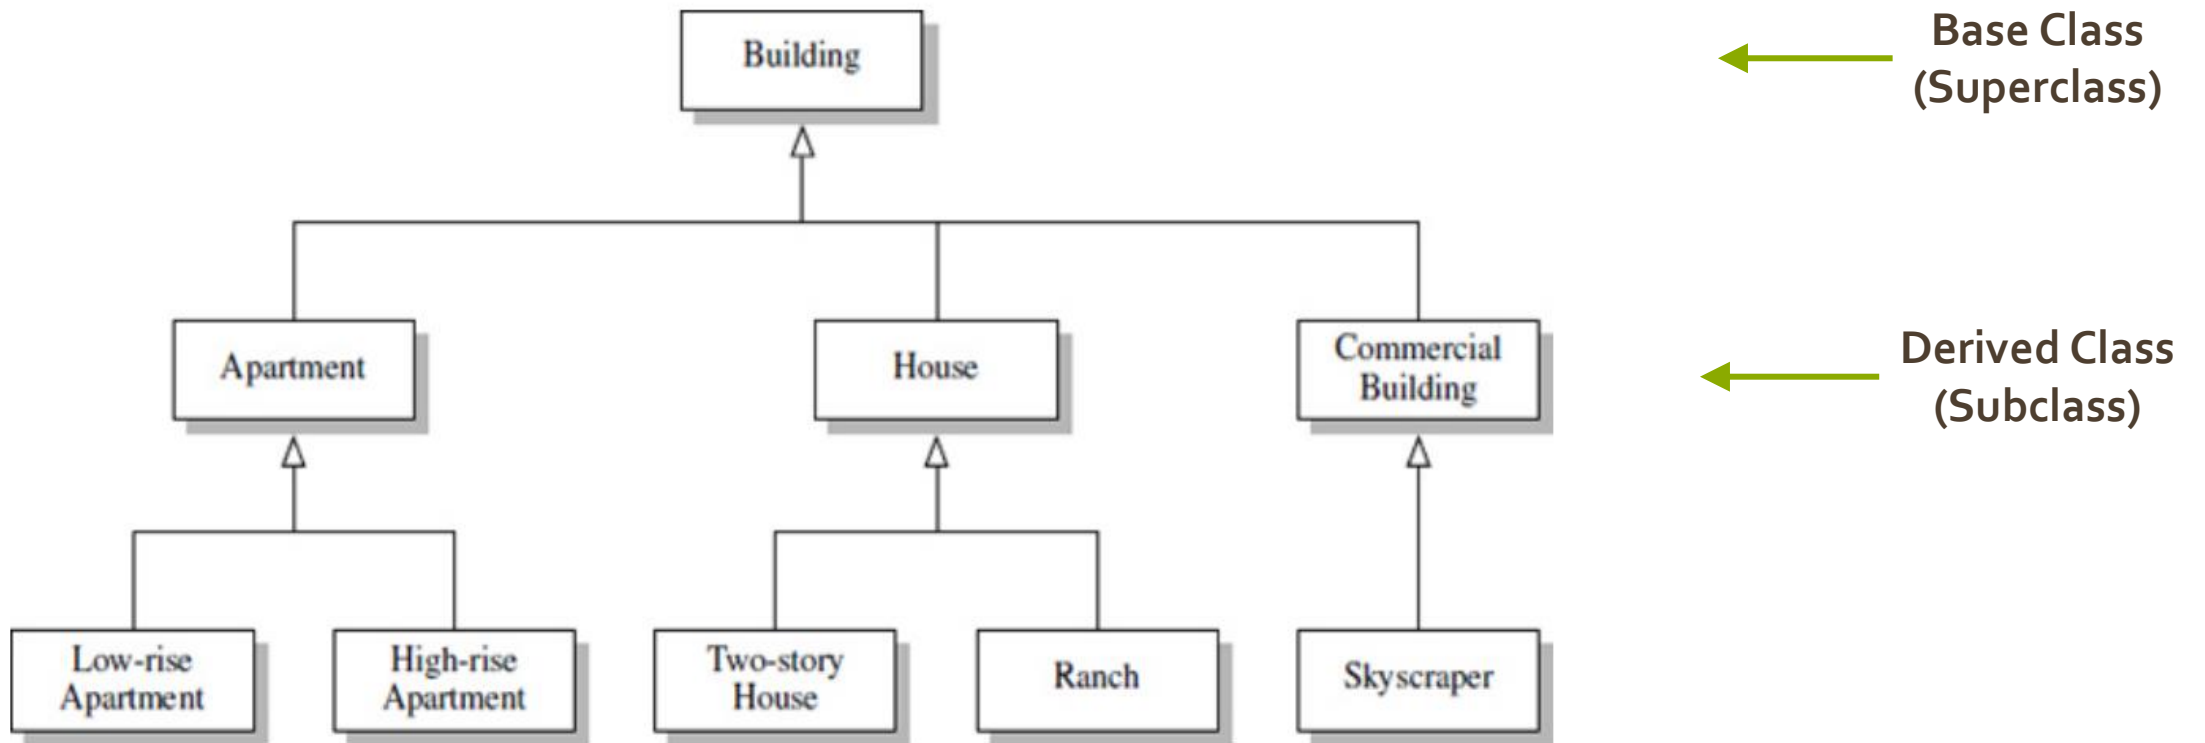 Building
Base Class
(Superclass)
Apartment
House
Commercial
Building
Derived Class
(Subclass)
Low-rise
Apartment
High-rise
Apartment
Two-story
House
Ranch
Skyscraper